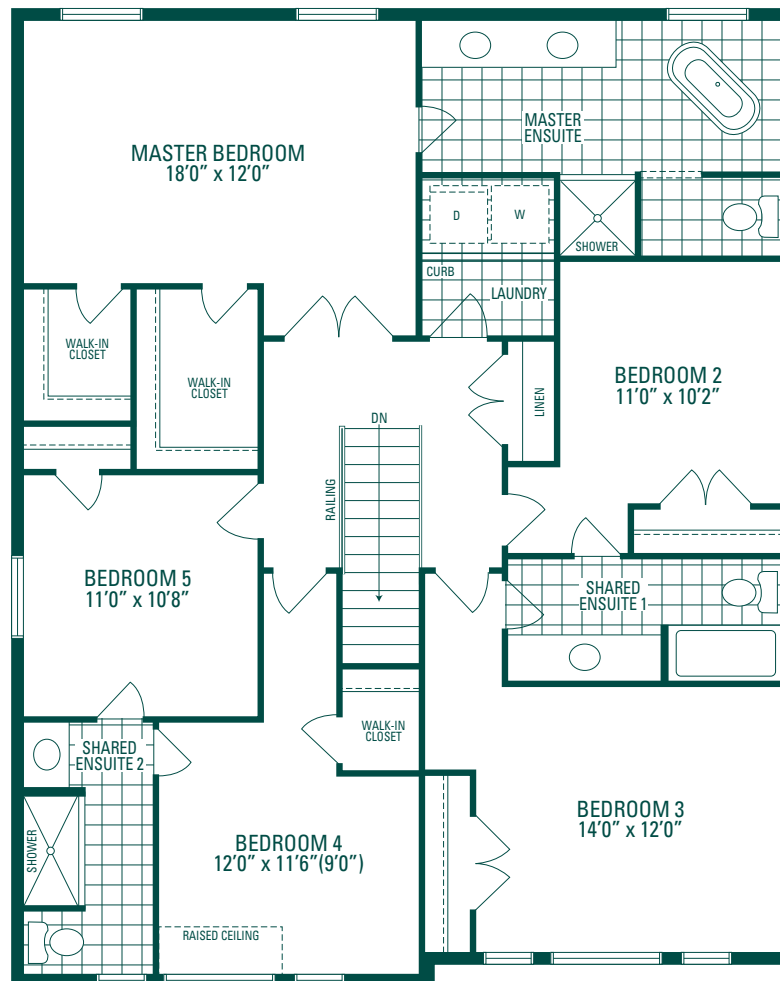 MASTER BEDROOM
18'0" x 12'0"
MASTER
ENSUITE
D
W
SHOWER
CURB
LAUNDRY
WALK-IN
CLOSET
WALK-IN
CLOSET
BEDROOM 2
11'0" x 10'2"
LINEN
DN
RAILING
BEDROOM 5
11'0" x 10'8"
SHARED
ENSUITE 1
WALK-IN
CLOSET
SHARED
ENSUITE 2
SHOWER
BEDROOM 4
12'0" x 11'6"(9'0")
BEDROOM 3
14'0" x 12'0"
RAISED CEILING